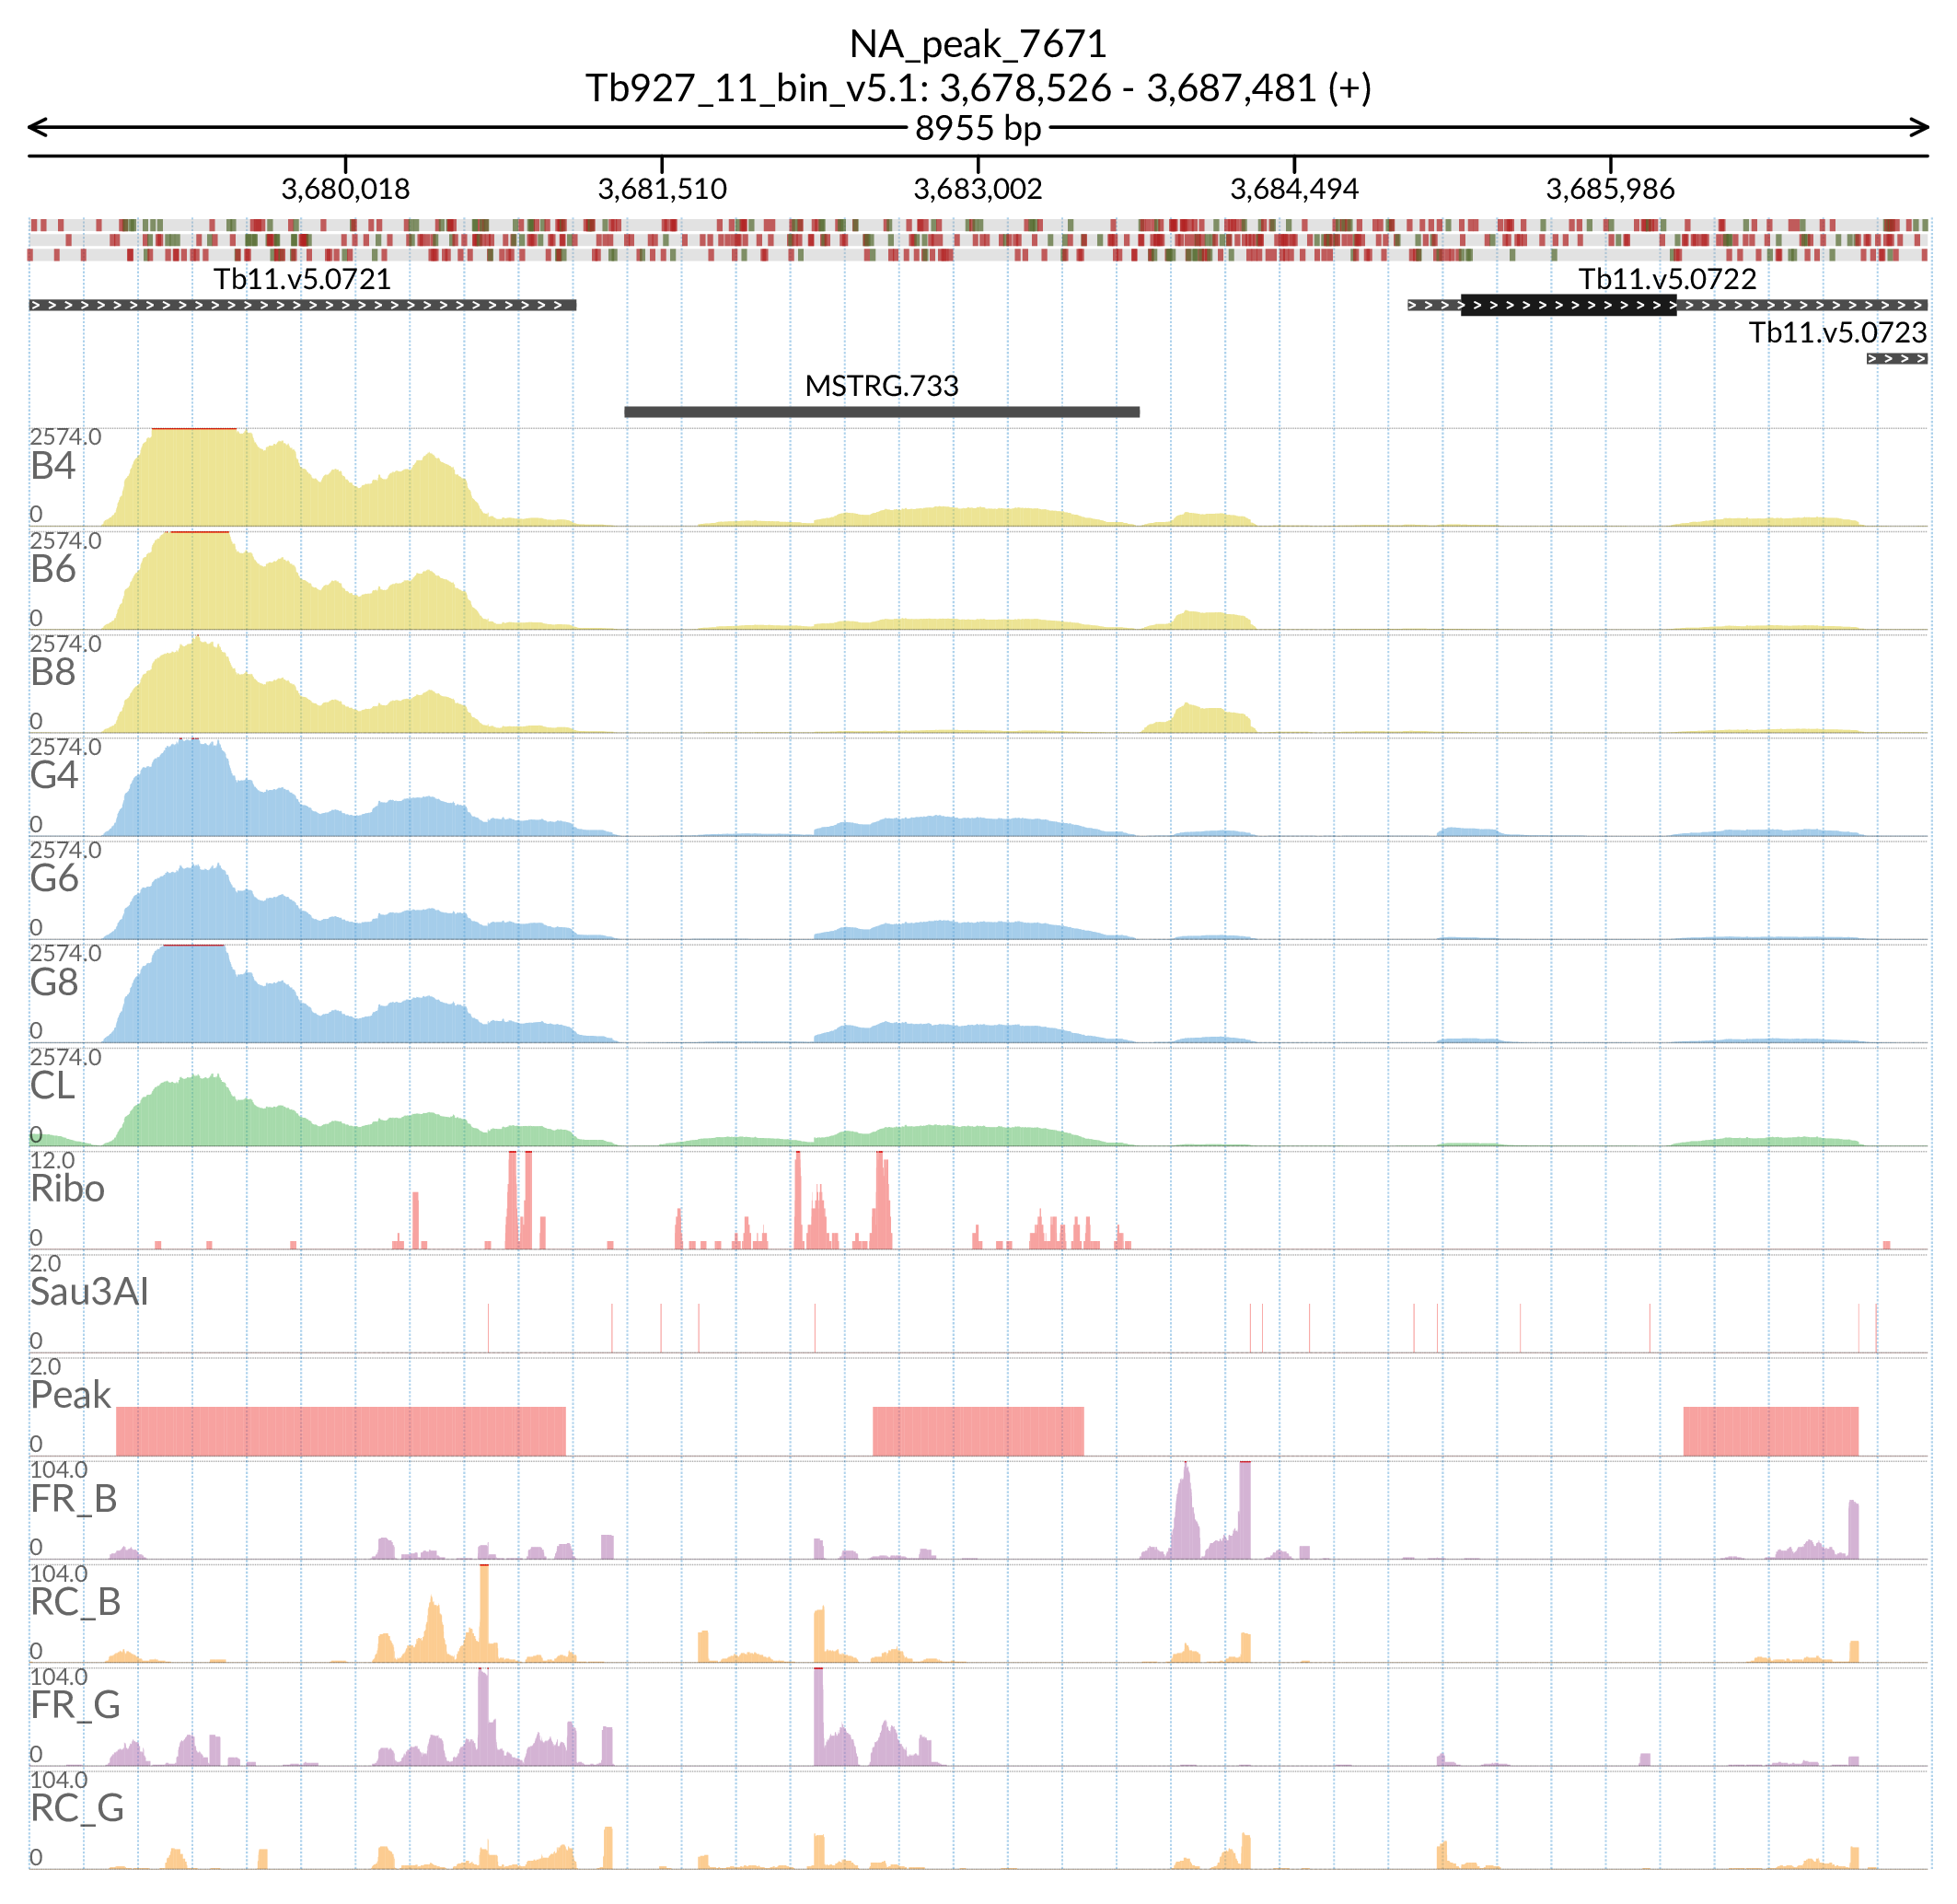 NA_peak_7671
Tb927_11_bin_v5.1: 3,678,526 - 3,687,481 (+)
8955 bp
3,680,018 3,681,510 3,683,002 3,684,494 3,685,986
Tb11.v5.0721 Tb11.v5.0722
Tb11.v5.0723
MSTRG.733
2574.0
B4
0
2574.0
B6
0
2574.0
B8
0
2574.0
G4
0
2574.0
G6
0
2574.0
G8
0
2574.0
CL
0
12.0
Ribo
0
2.0
Sau3AI
0
2.0
Peak
0
104.0
FR_B
0
104.0
RC_B
0
104.0
FR_G
0
104.0
RC_G
0